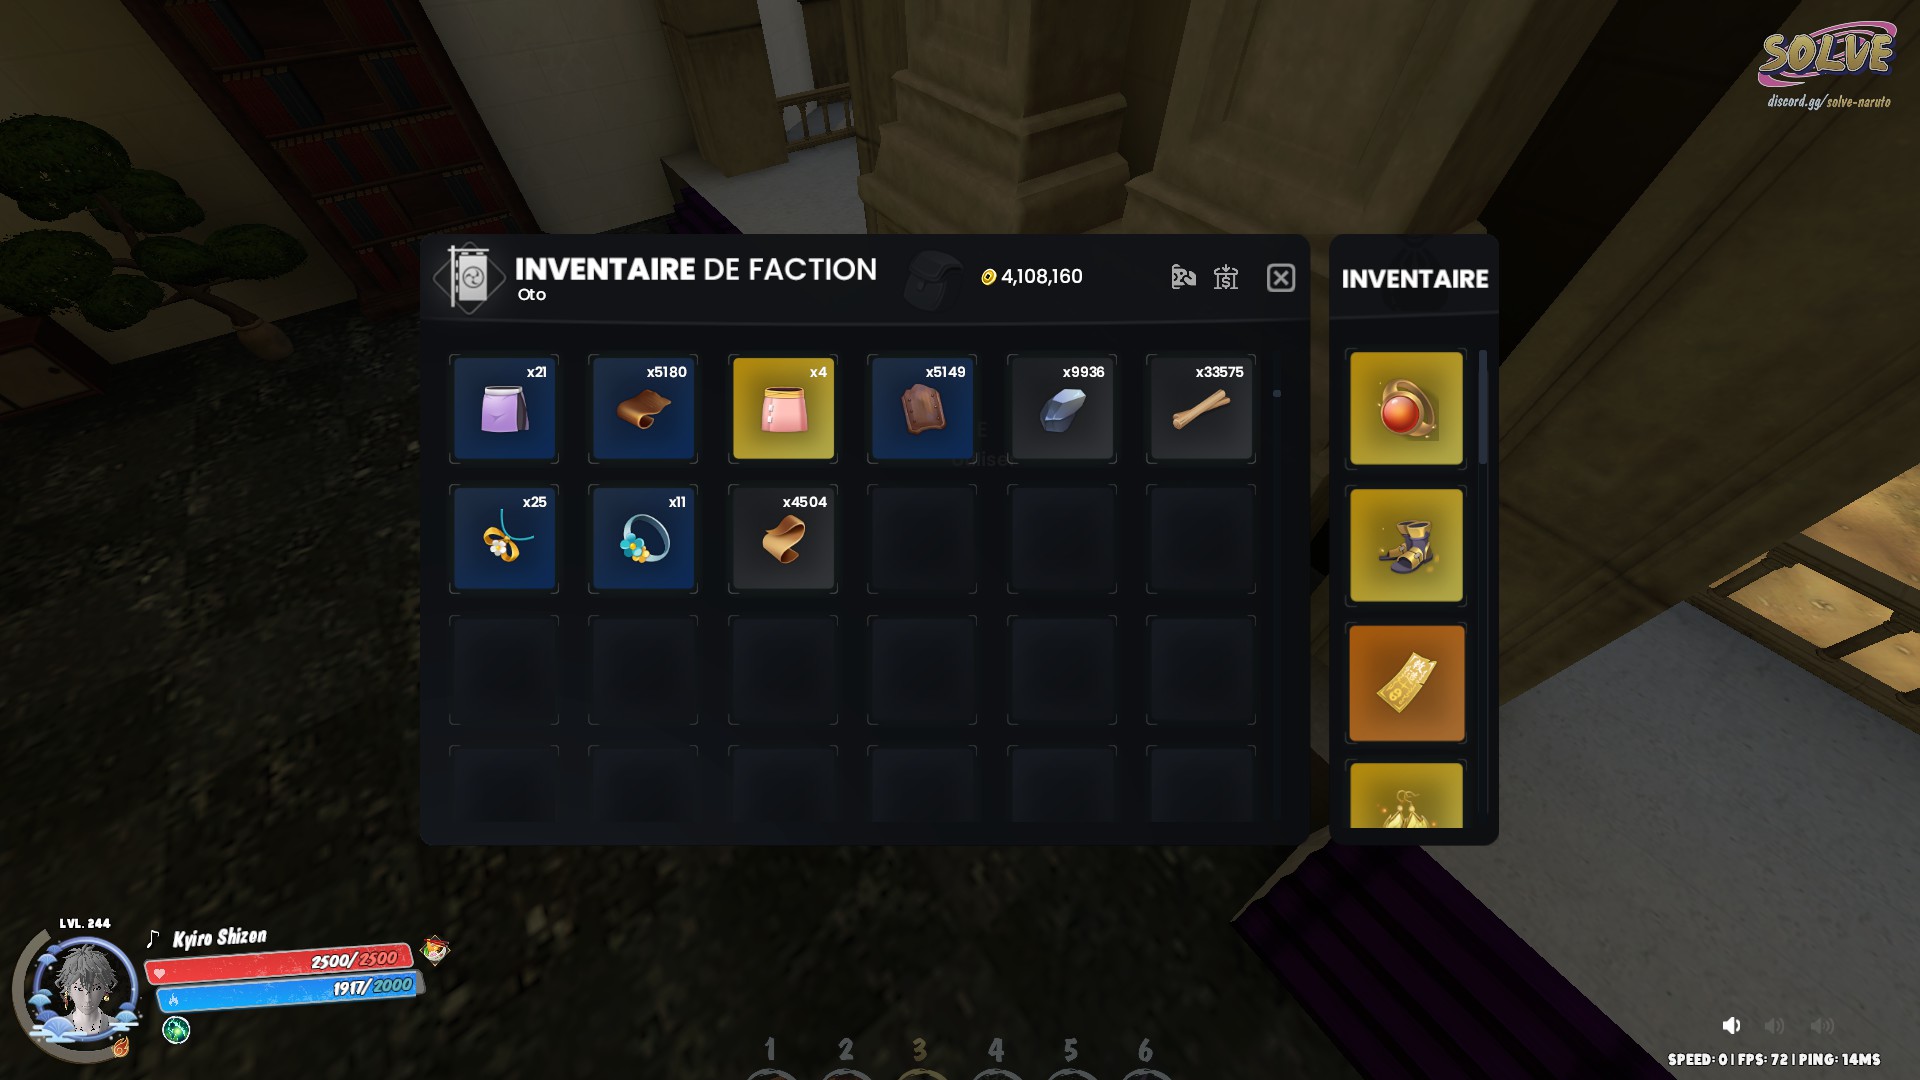 SOLVE
discord.gg/solve-naruto
INVENTAIRE DE FACTION
Oto
4,108,160
INVENTAIRE
x21
x5180
x4
x5149
x9936
x33575
x25
x11
x4504
LVL. 244
Kyiro Shizen
2500/2500
1917/2000
1 2 3 4 5 6
SPEED: 0 | FPS: 72 | PING: 14MS